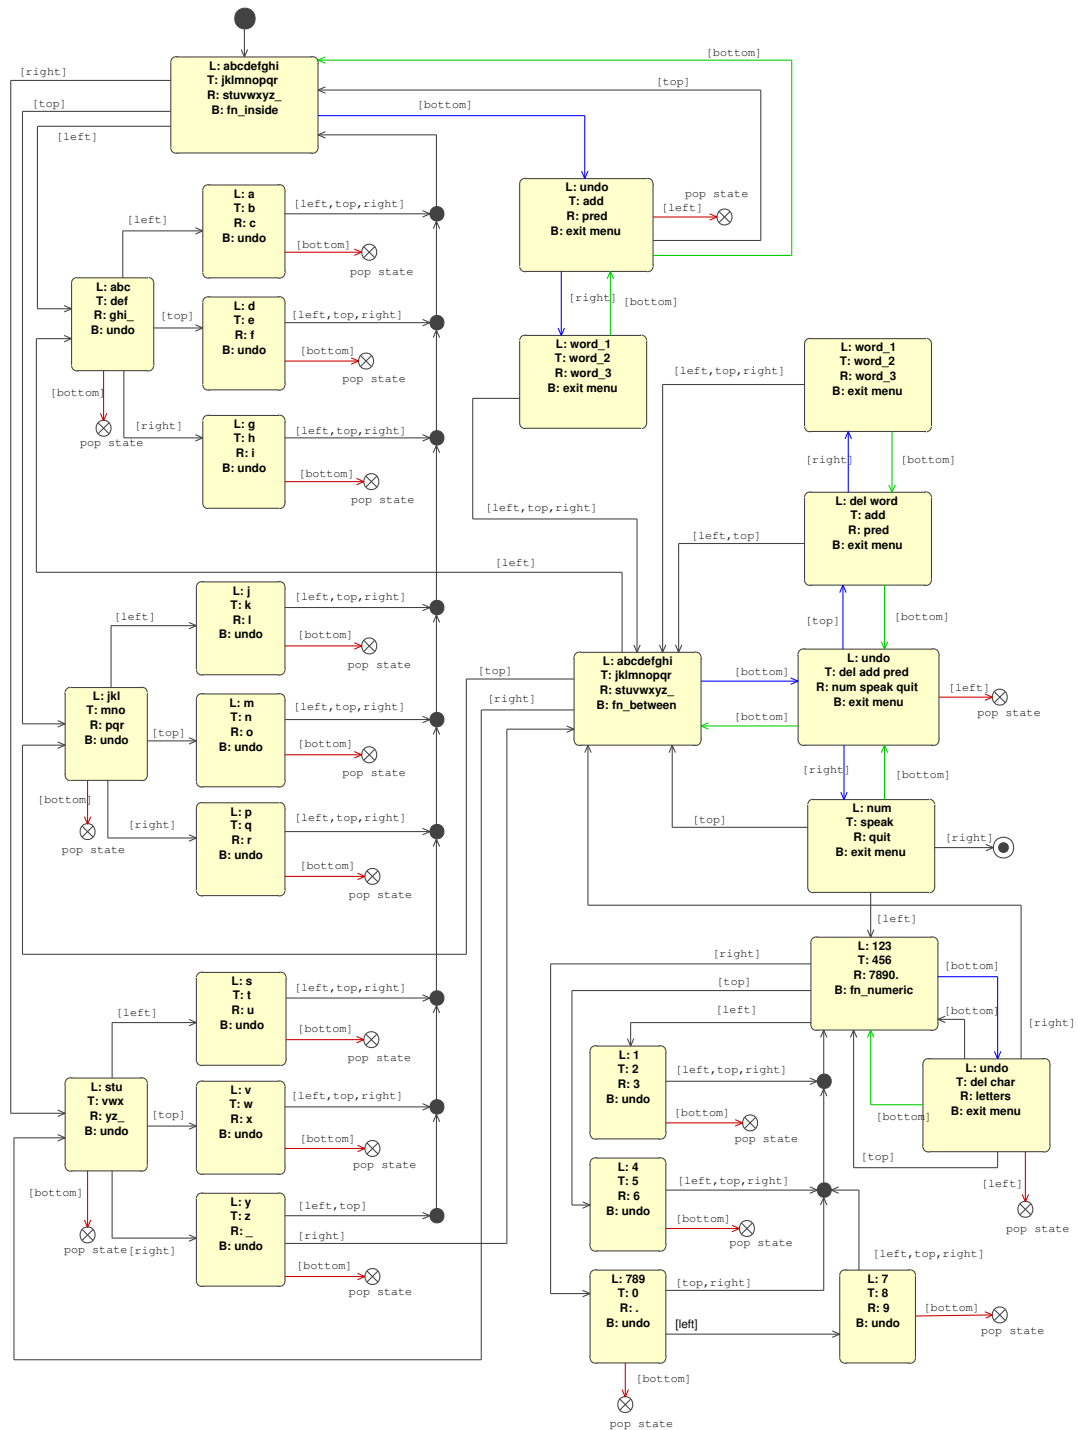 [bottom]
L: abcdefghi
T: jklmnopqr
R: stuvwxyz_
B: fn_inside
[right]
[top]
[left]
[top]
[bottom]
L: a
T: b
R: c
B: undo
[left,top,right]
[bottom]
pop state
[left]
L: undo
T: add
R: pred
B: exit menu
pop state
[left]
L: abc
T: def
R: ghi_
B: undo
[top]
L: d
T: e
R: f
B: undo
[left,top,right]
[bottom]
pop state
[right]
[bottom]
L: word_1
T: word_2
R: word_3
B: exit menu
L: word_1
T: word_2
R: word_3
B: exit menu
[left,top,right]
[bottom]
pop state
[right]
L: g
T: h
R: i
B: undo
[left,top,right]
[bottom]
pop state
[right]
[bottom]
[left,top,right]
L: del word
T: add
R: pred
B: exit menu
[left,top]
[left]
[top]
[bottom]
[left]
L: j
T: k
R: l
B: undo
[left,top,right]
[bottom]
pop state
L: abcdefghi
T: jklmnopqr
R: stuvwxyz_
B: fn_between
[top]
[right]
[bottom]
[bottom]
L: undo
T: del add pred
R: num speak quit
B: exit menu
[left]
pop state
L: jkl
T: mno
R: pqr
B: undo
[top]
L: m
T: n
R: o
B: undo
[left,top,right]
[bottom]
pop state
[right]
[bottom]
[bottom]
pop state
[right]
L: p
T: q
R: r
B: undo
[left,top,right]
[bottom]
pop state
[top]
L: num
T: speak
R: quit
B: exit menu
[right]
[left]
[right]
[top]
[left]
L: 123
T: 456
R: 7890.
B: fn_numeric
[bottom]
[bottom]
[right]
L: s
T: t
R: u
B: undo
[left,top,right]
[bottom]
pop state
[left]
L: stu
T: vwx
R: yz_
B: undo
[top]
L: v
T: w
R: x
B: undo
[left,top,right]
[bottom]
pop state
L: 1
T: 2
R: 3
B: undo
[left,top,right]
[bottom]
pop state
L: undo
T: del char
R: letters
B: exit menu
[bottom]
[top]
[left]
pop state
L: 4
T: 5
R: 6
B: undo
[left,top,right]
[bottom]
pop state
[bottom]
pop state
[right]
L: y
T: z
R: _
B: undo
[left,top]
[right]
[bottom]
pop state
L: 789
T: 0
R: .
B: undo
[top,right]
[left]
[bottom]
pop state
[left,top,right]
L: 7
T: 8
R: 9
B: undo
[bottom]
pop state